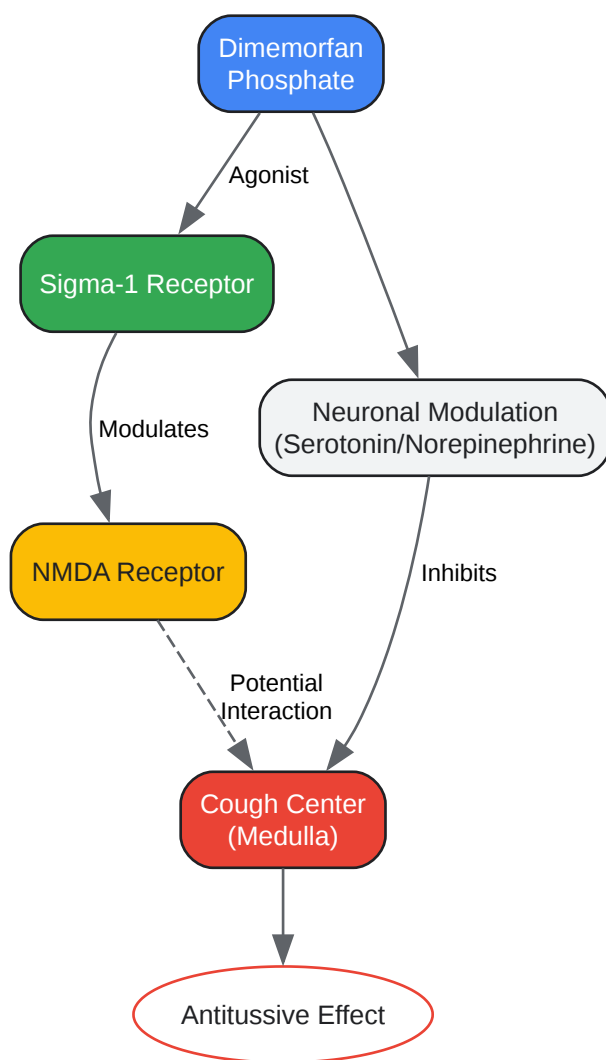 Dimemorfan
Phosphate
Agonist
Sigma-1 Receptor
Neuronal Modulation
(Serotonin/Norepinephrine)
Modulates
NMDA Receptor
Inhibits
Potential
Interaction
Cough Center
(Medulla)
Antitussive Effect